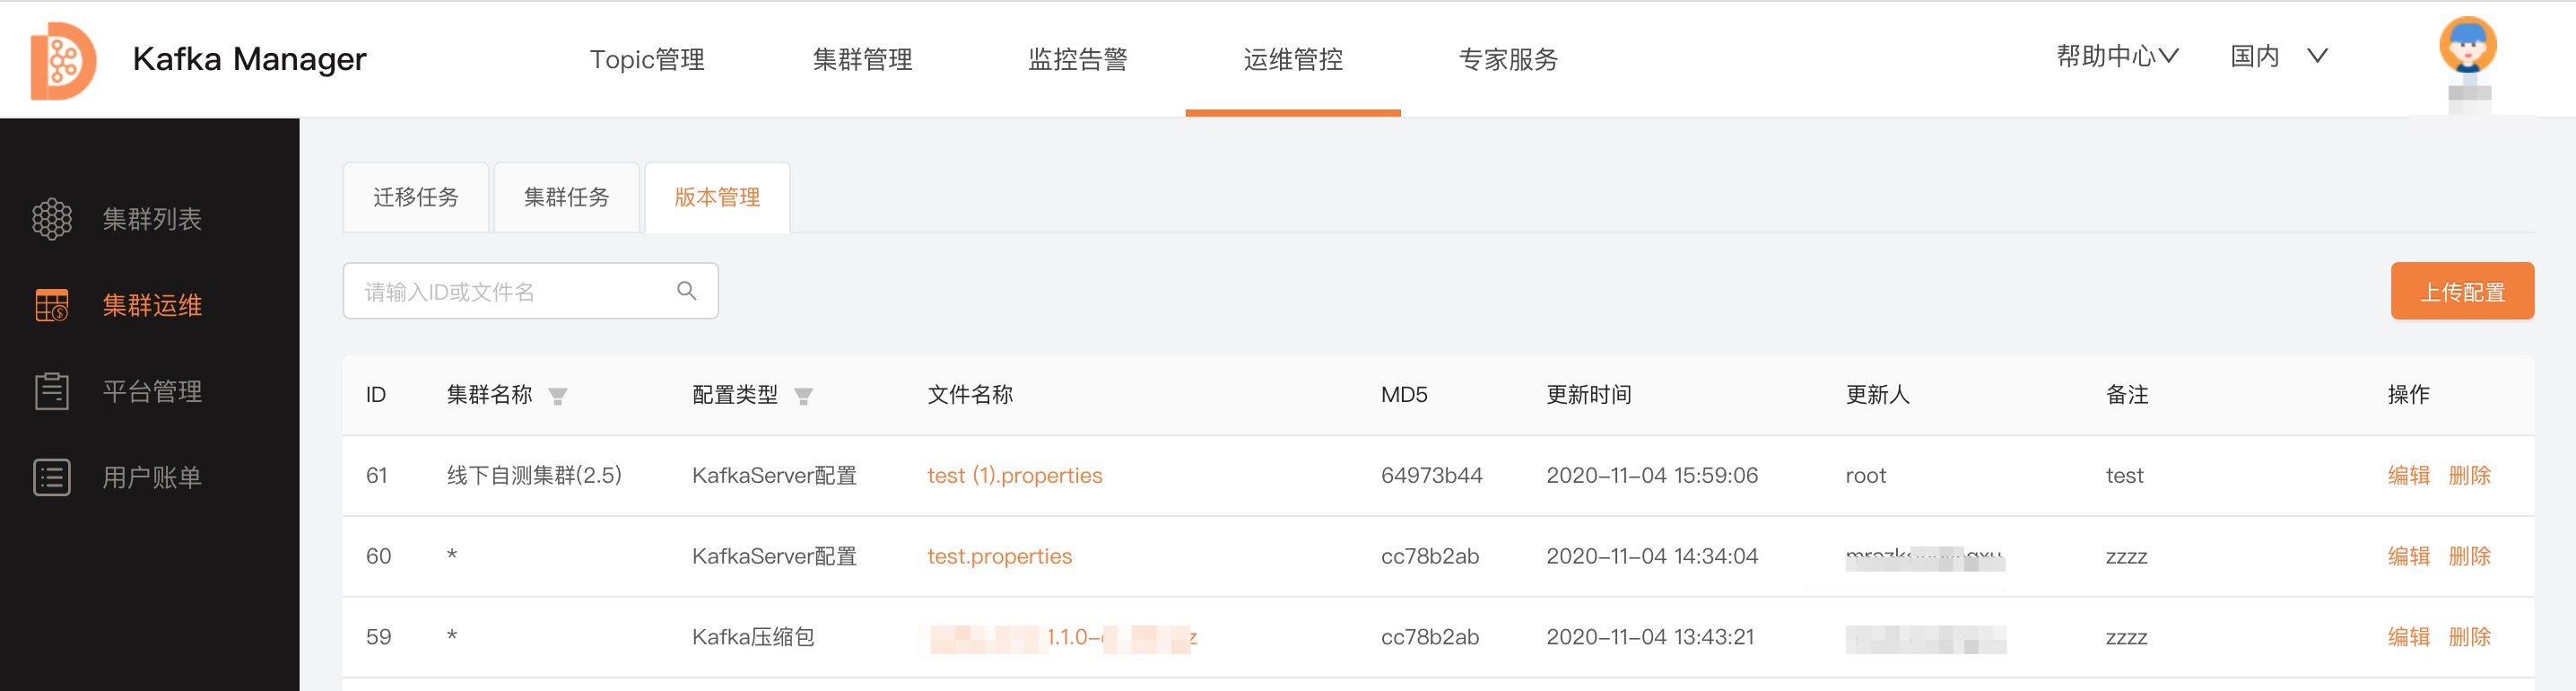 Kafka Manager Topic管理 集群管理 监控告警 运维管控 专家服务 帮助中心 国内
集群列表
集群运维
平台管理
用户账单
迁移任务 集群任务 版本管理
请输入ID或文件名 上传配置
ID 集群名称 配置类型 文件名称 MD5 更新时间 更新人 备注 操作
61 线下自测集群(2.5) KafkaServer配置 test (1).properties 64973b44 2020-11-04 15:59:06 root test 编辑 删除
60 * KafkaServer配置 test.properties cc78b2ab 2020-11-04 14:34:04 zzzz 编辑 删除
59 * Kafka压缩包 1.1.0- cc78b2ab 2020-11-04 13:43:21 zzzz 编辑 删除